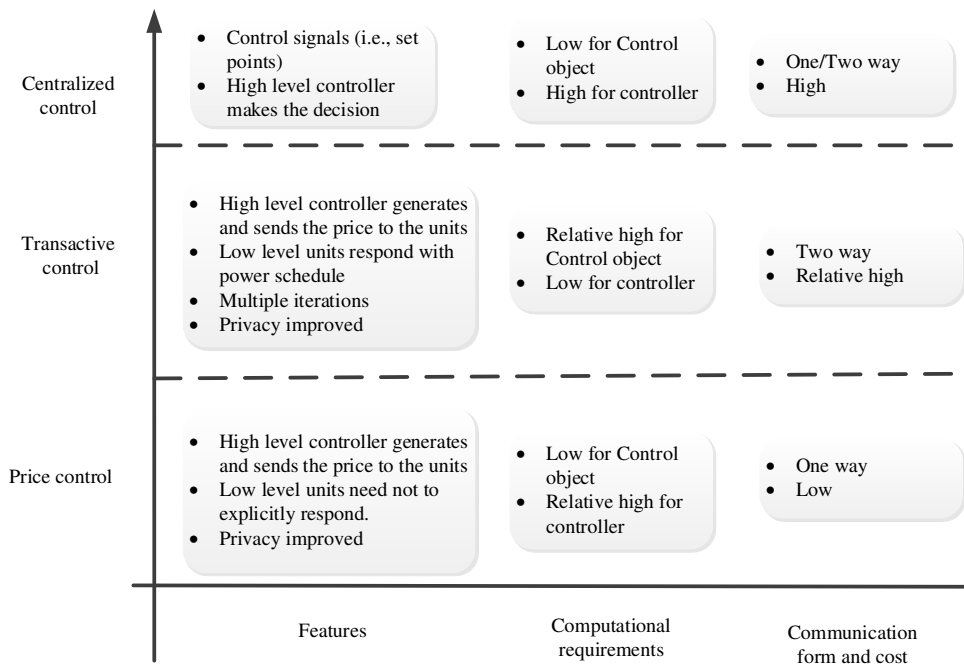 Centralized
control
• Control signals (i.e., set
points)
• High level controller
makes the decision
• Low for Control
object
• High for controller
• One/Two way
• High
Transactive
control
• High level controller generates
and sends the price to the units
• Low level units respond with
power schedule
• Multiple iterations
• Privacy improved
• Relative high for
Control object
• Low for controller
• Two way
• Relative high
Price control
• High level controller generates
and sends the price to the units
• Low level units need not to
explicitly respond.
• Privacy improved
• Low for Control
object
• Relative high for
controller
• One way
• Low
Features
Computational
requirements
Communication
form and cost